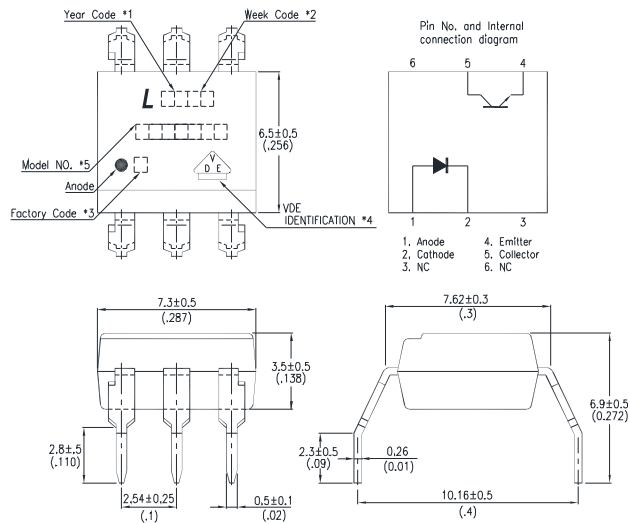 Year Code *1
Week Code *2
L
6.5±0.5
(.256)
Model NO. *5
V
D E
Anode
Factory Code *3
VDE
IDENTIFICATION *4
Pin No. and Internal
connection diagram
6 5 4
1 2 3
1. Anode 4. Emitter
2. Cathode 5. Collector
3. NC 6. NC
7.3±0.5
(.287)
3.5±0.5
(.138)
2.8±.5
(.110)
2.54±0.25
(.1)
0.5±0.1
(.02)
7.62±0.3
(.3)
6.9±0.5
(0.272)
2.3±0.5
(.09)
0.26
(0.01)
10.16±0.5
(.4)